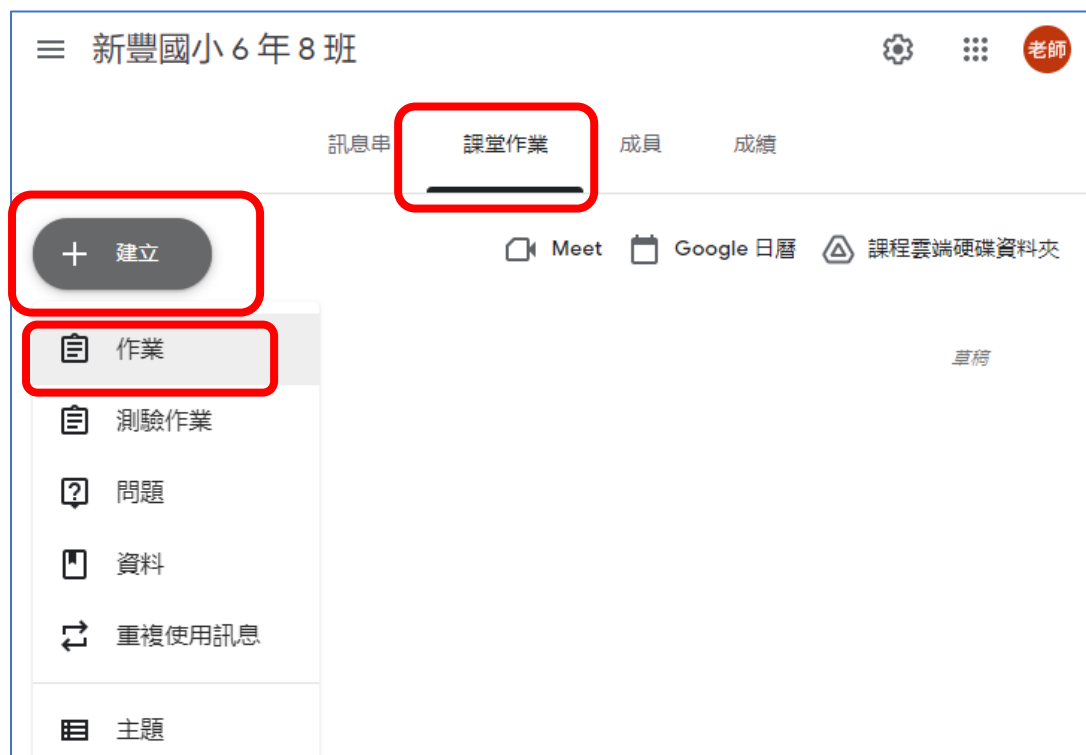 新豐國小 6 年 8 班
老師
訊息串 課堂作業 成員 成績
建立
Meet Google 日曆 課程雲端硬碟資料夾
作業
草稿
測驗作業
問題
資料
重複使用訊息
主題